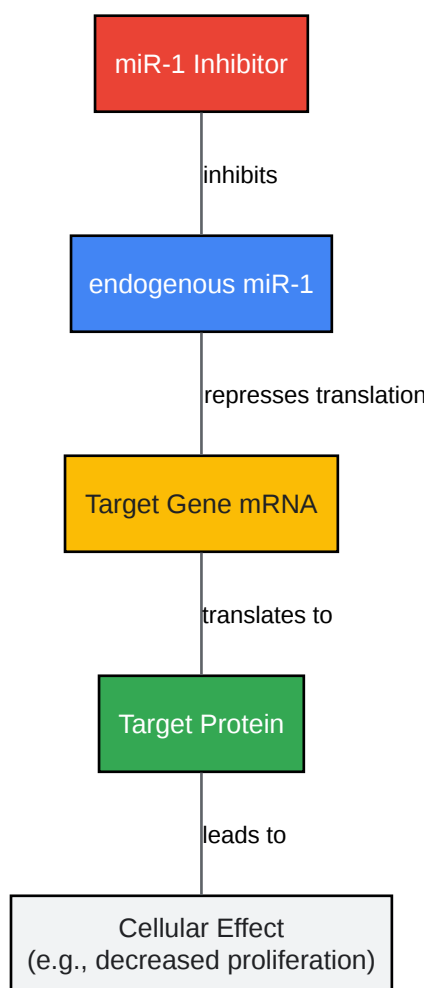 miR-1 Inhibitor
inhibits
endogenous miR-1
represses translation
Target Gene mRNA
translates to
Target Protein
leads to
Cellular Effect
(e.g., decreased proliferation)